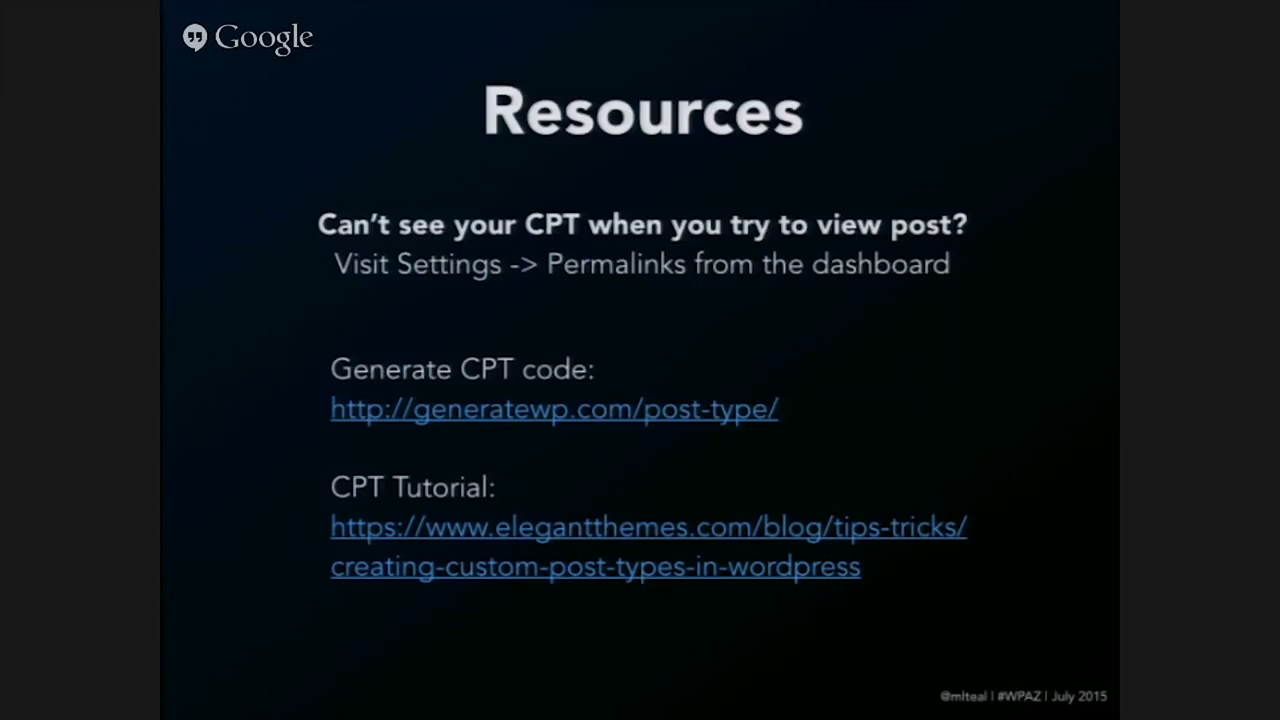 Google
Resources
Can't see your CPT when you try to view post?
Visit Settings -> Permalinks from the dashboard
Generate CPT code:
http://generatewp.com/post-type/
CPT Tutorial:
https://www.elegantthemes.com/blog/tips-tricks/
creating-custom-post-types-in-wordpress
@mlteal | #WPAZ | July 2015